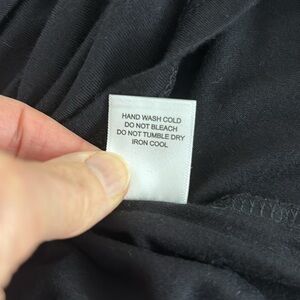 HAND WASH COLD
DO NOT BLEACH
DO NOT TUMBLE DRY
IRON COOL